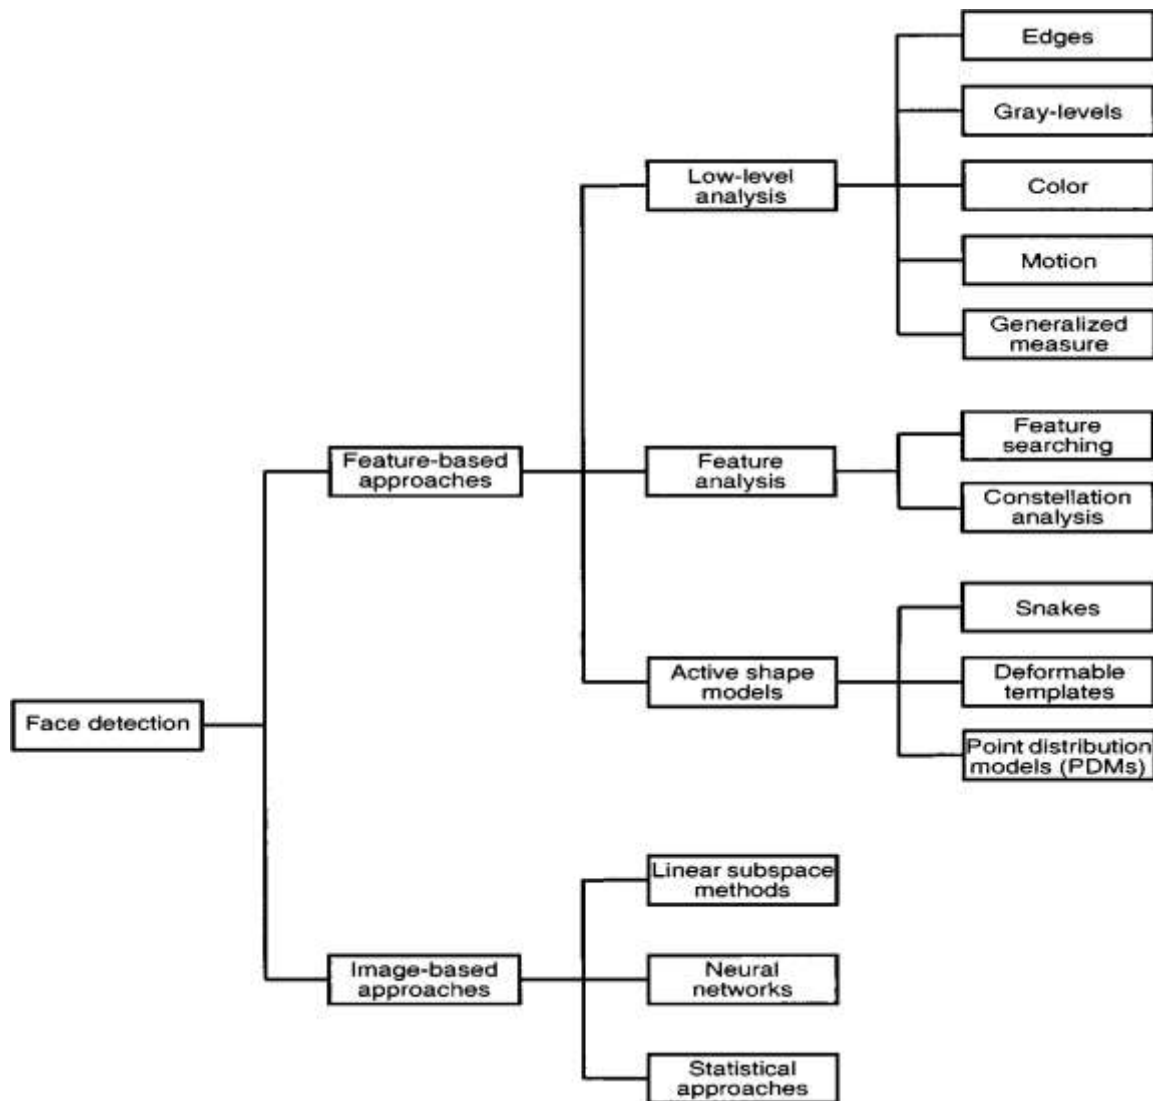 Edges
Gray-levels
Low-level
analysis
Color
Motion
Generalized
measure
Feature
searching
Feature-based
approaches
Feature
analysis
Constellation
analysis
Snakes
Active shape
models
Deformable
templates
Face detection
Point distribution
models (PDMs)
Linear subspace
methods
Image-based
approaches
Neural
networks
Statistical
approaches